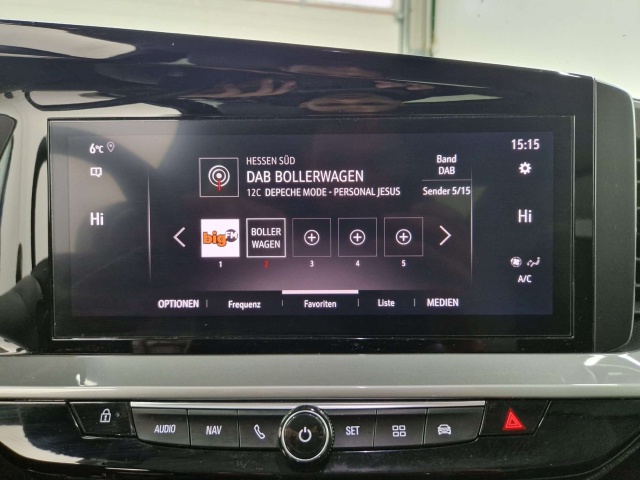 6°C
15:15
HESSEN SÜD
DAB BOLLERWAGEN
12C DEPECHE MODE - PERSONAL JESUS
Band
DAB
Sender 5/15
Hi
Hi
bigFM
BOLLER
WAGEN
1 2 3 4 5
A/C
OPTIONEN Frequenz Favoriten Liste MEDIEN
AUDIO NAV SET